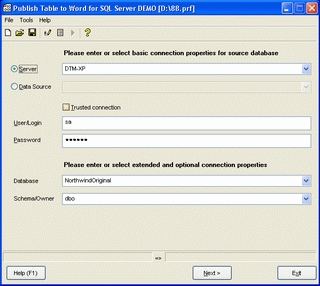 Publish Table to Word for SQL Server DEMO [D:\88.prf]
File Tools Help
Please enter or select basic connection properties for source database
Server DTM-XP
Data Source
Trusted connection
User/Login sa
Password ••••••
Please enter or select extended and optional connection properties
Database NorthwindOriginal
Schema/Owner dbo
<>
Help (F1) Next > Exit